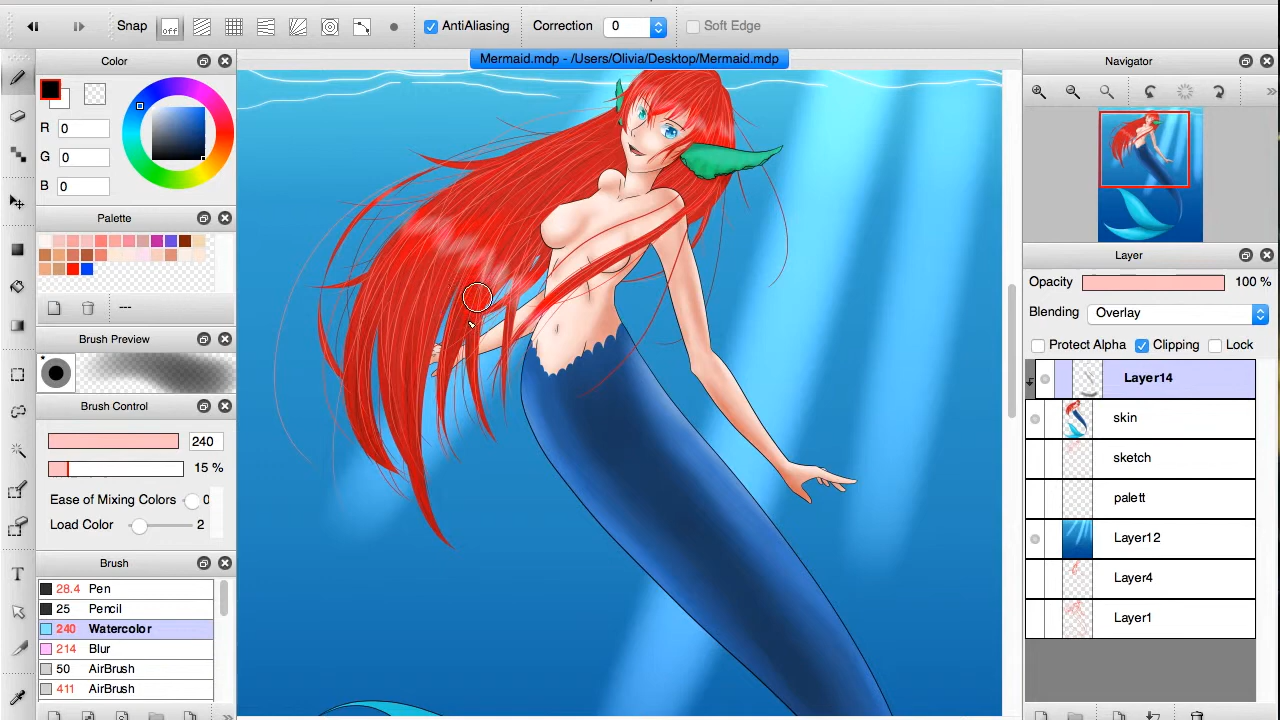 Snap
off
AntiAliasing
Correction
0
Soft Edge
Color
Mermaid.mdp - /Users/Olivia/Desktop/Mermaid.mdp
Navigator
R
0
G
0
B
0
Palette
---
Brush Preview
*
Brush Control
240
15 %
Ease of Mixing Colors
0
Load Color
2
Brush
28.4 Pen
25 Pencil
240 Watercolor
214 Blur
50 AirBrush
411 AirBrush
T
»
»
Layer
Opacity
100 %
Blending
Overlay
Protect Alpha
Clipping
Lock
Layer14
skin
sketch
palett
Layer12
Layer4
Layer1